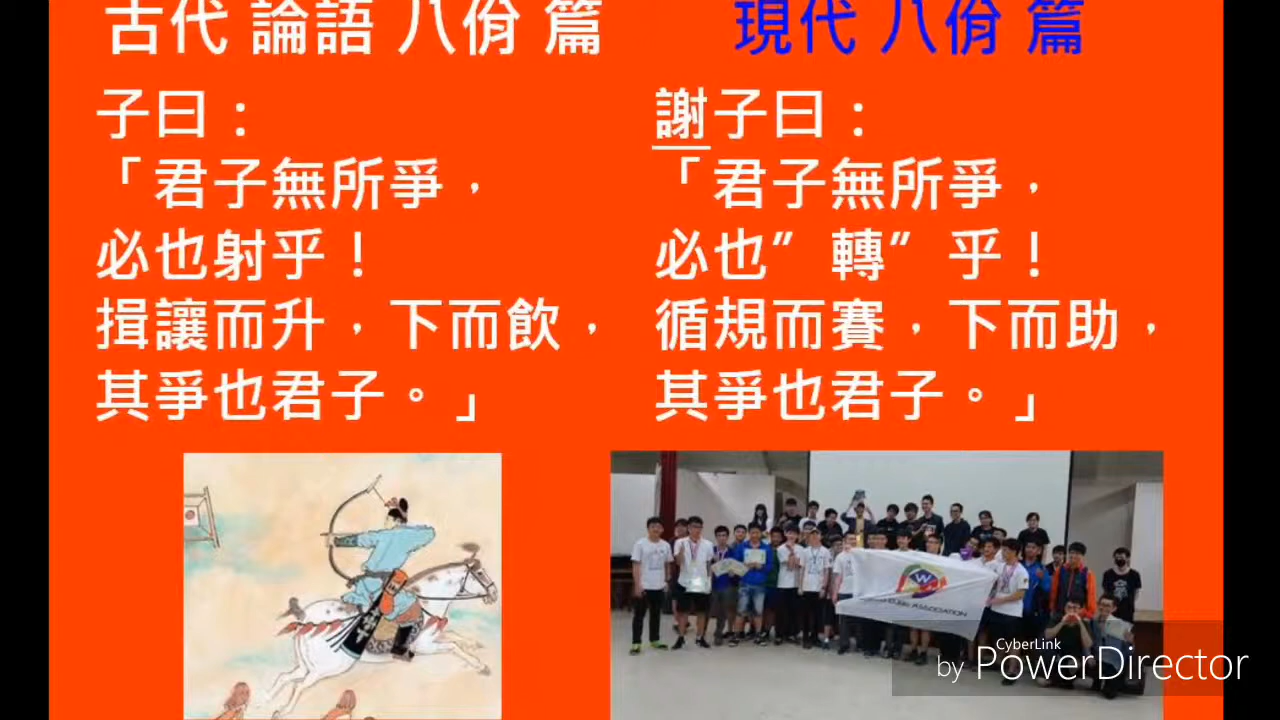 古代 論語 八佾 篇
子曰：
「君子無所爭，
必也射乎！
揖讓而升，下而飲，
其爭也君子。」
現代 八佾 篇
謝子曰：
「君子無所爭，
必也”轉”乎！
循規而賽，下而助，
其爭也君子。」
W
ASSOCIATION
CyberLink
by PowerDirector